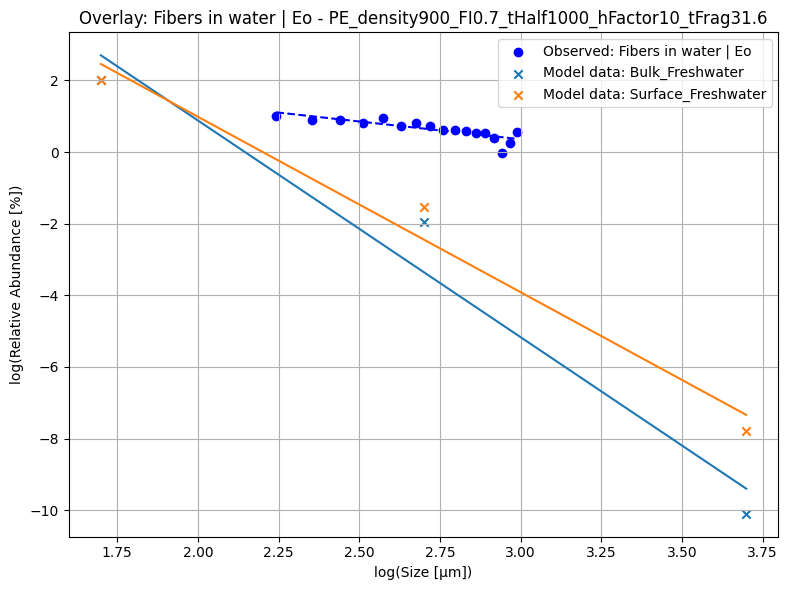 Overlay: Fibers in water | Eo - PE_density900_FI0.7_tHalf1000_hFactor10_tFrag31.6
Observed: Fibers in water | Eo
Model data: Bulk_Freshwater
Model data: Surface_Freshwater
log(Relative Abundance [%])
2
0
−2
−4
−6
−8
−10
1.75 2.00 2.25 2.50 2.75 3.00 3.25 3.50 3.75
log(Size [μm])